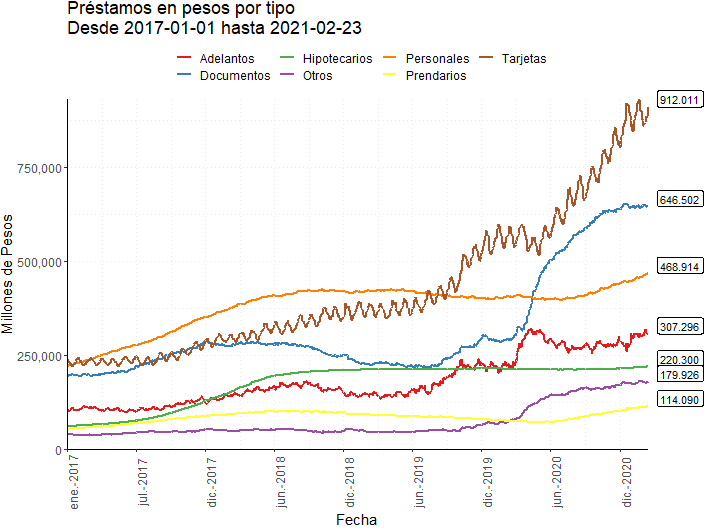 Préstamos en pesos por tipo
Desde 2017-01-01 hasta 2021-02-23
Adelantos Hipotecarios Personales Tarjetas
Documentos Otros Prendarios
Millones de Pesos
750,000
500,000
250,000
0
912.011
646.502
468.914
307.296
220.300
179.926
114.090
ene.-2017
jul.-2017
dic.-2017
jun.-2018
dic.-2018
jun.-2019
dic.-2019
jun.-2020
dic.-2020
Fecha